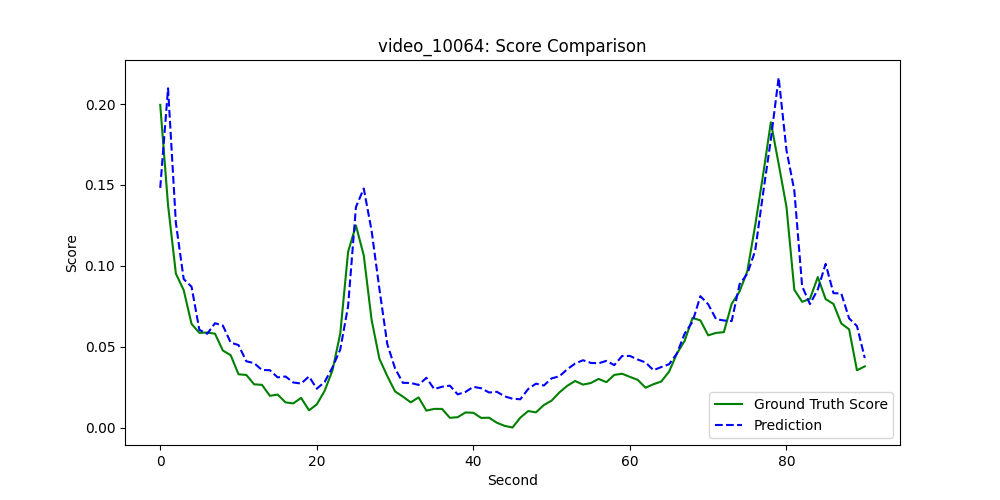 video_10064: Score Comparison
Score
0.20
0.15
0.10
0.05
0.00
0
20
40
60
80
Second
Ground Truth Score
Prediction